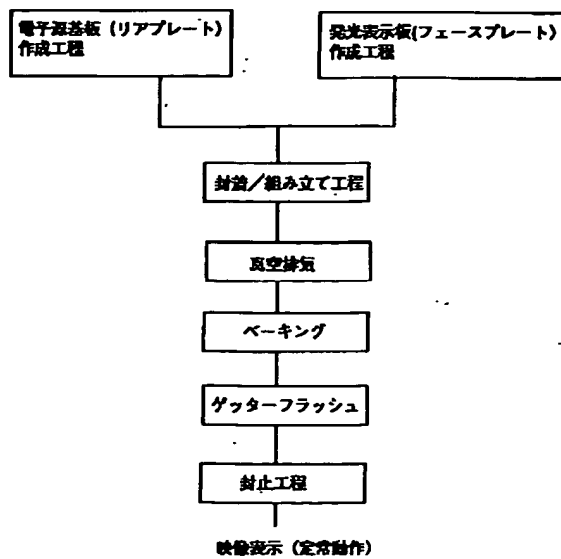 電子源基板（リアプレート）
作成工程
発光表示板(フェースプレート)
作成工程
封着／組み立て工程
真空排気
ベーキング
ゲッターフラッシュ
封止工程
映像表示（定常動作）